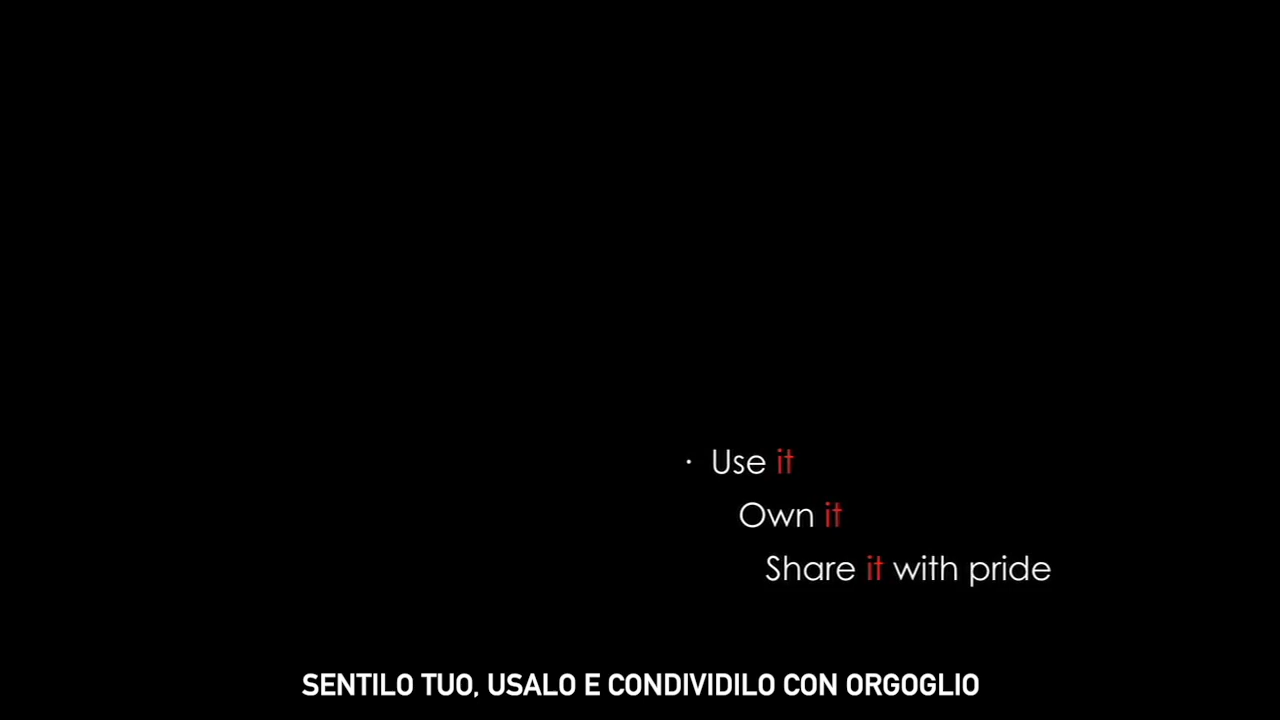 · Use it
Own it
Share it with pride
SENTILO TUO, USALO E CONDIVIDILO CON ORGOGLIO